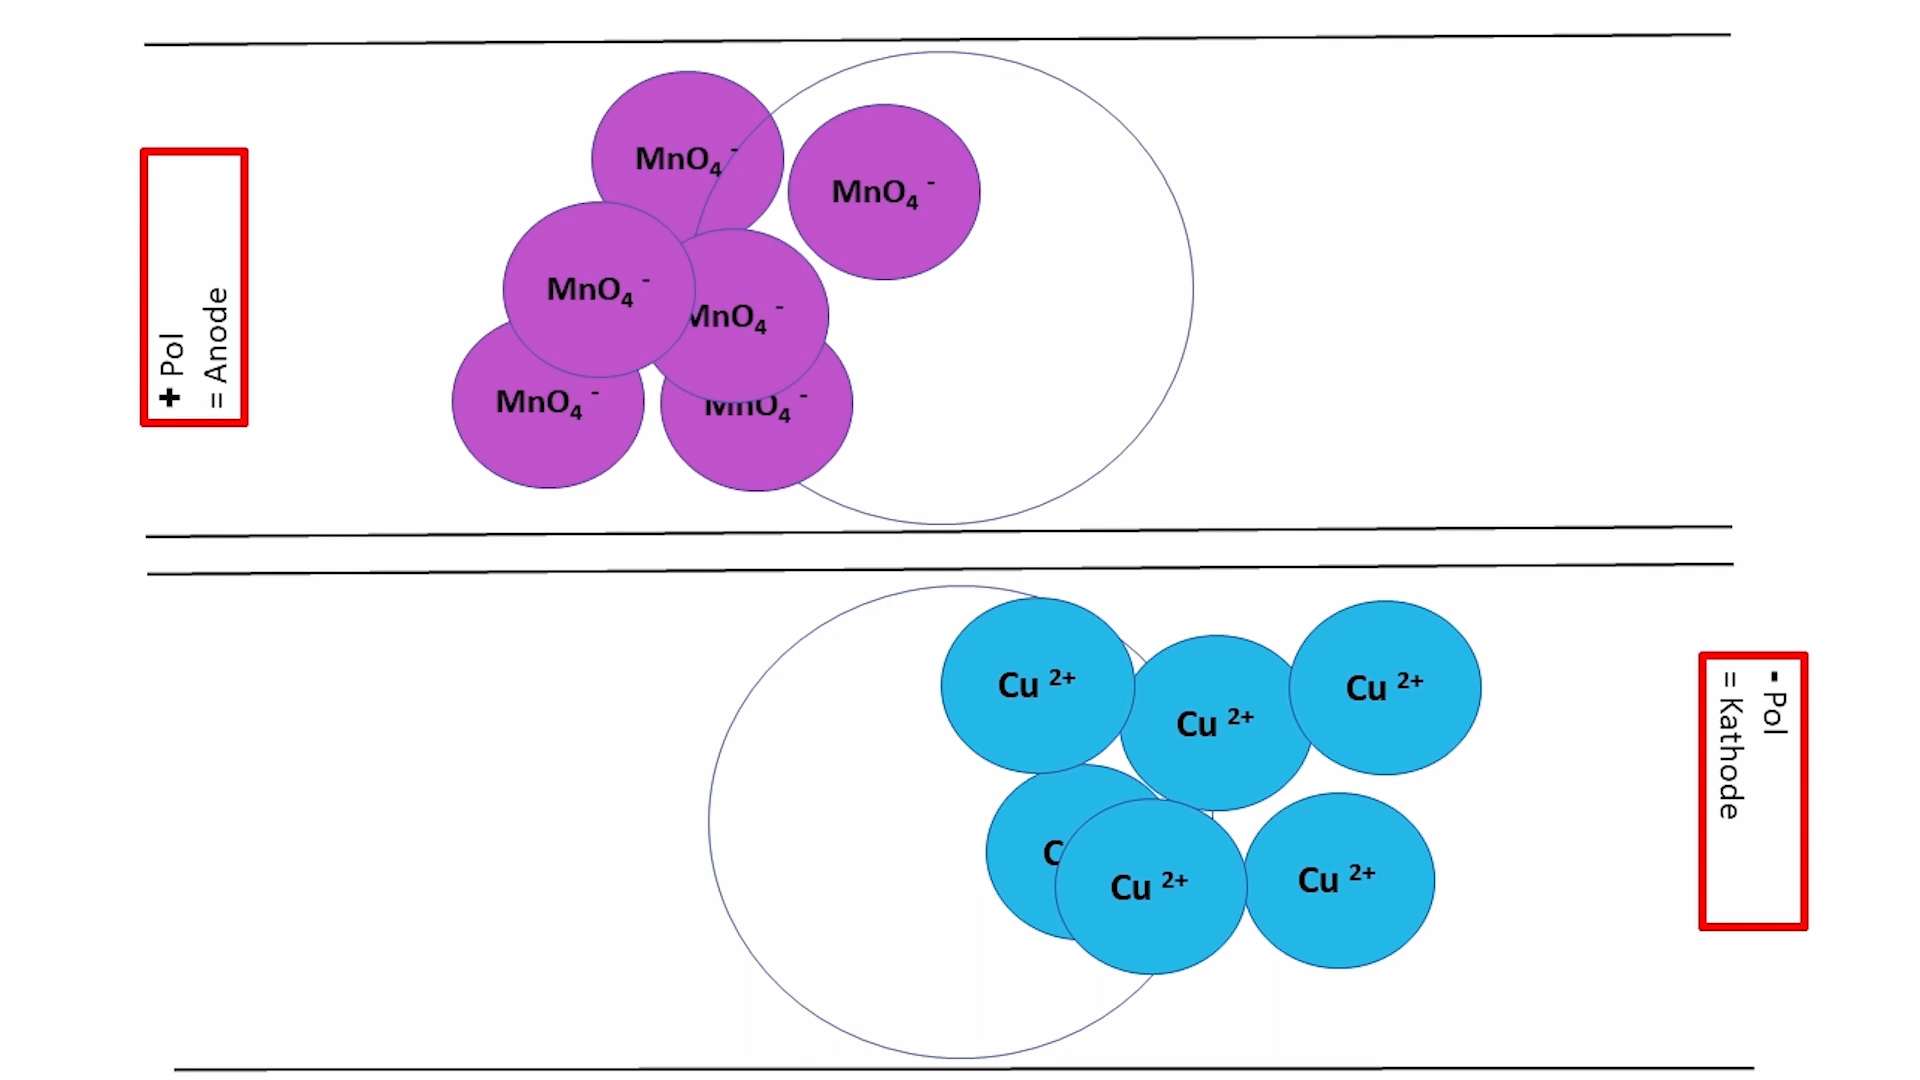 MnO₄⁻
MnO₄⁻
MnO₄⁻
MnO₄⁻
MnO₄⁻
MnO₄⁻
+ Pol
= Anode
Cu ²⁺
Cu ²⁺
Cu ²⁺
C
Cu ²⁺
Cu ²⁺
- Pol
= Kathode